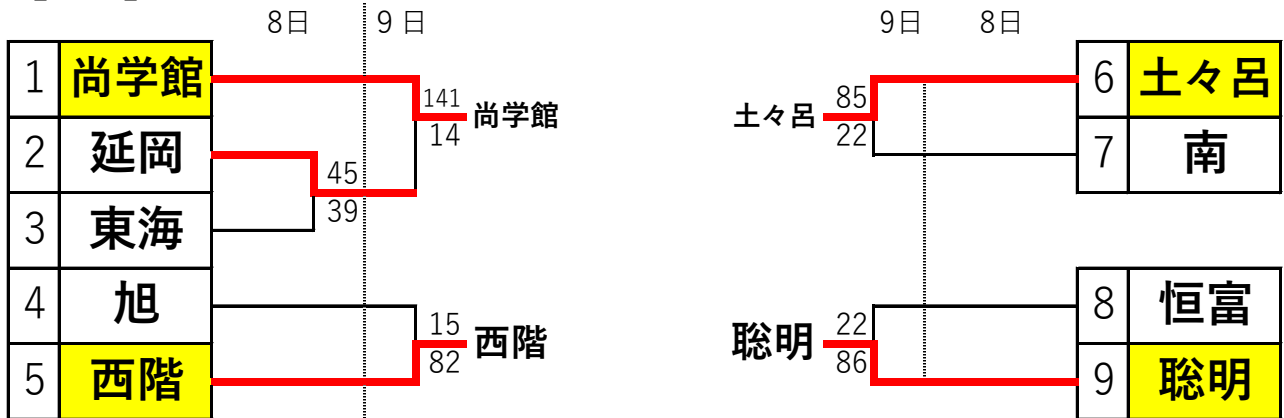 8日 9日 9日 8日
1 尚学館
2 延岡
3 東海
4 旭
5 西階
45
39
141
14
尚学館
15
82
西階
土々呂
85
22
聡明
22
86
6 土々呂
7 南
8 恒富
9 聡明